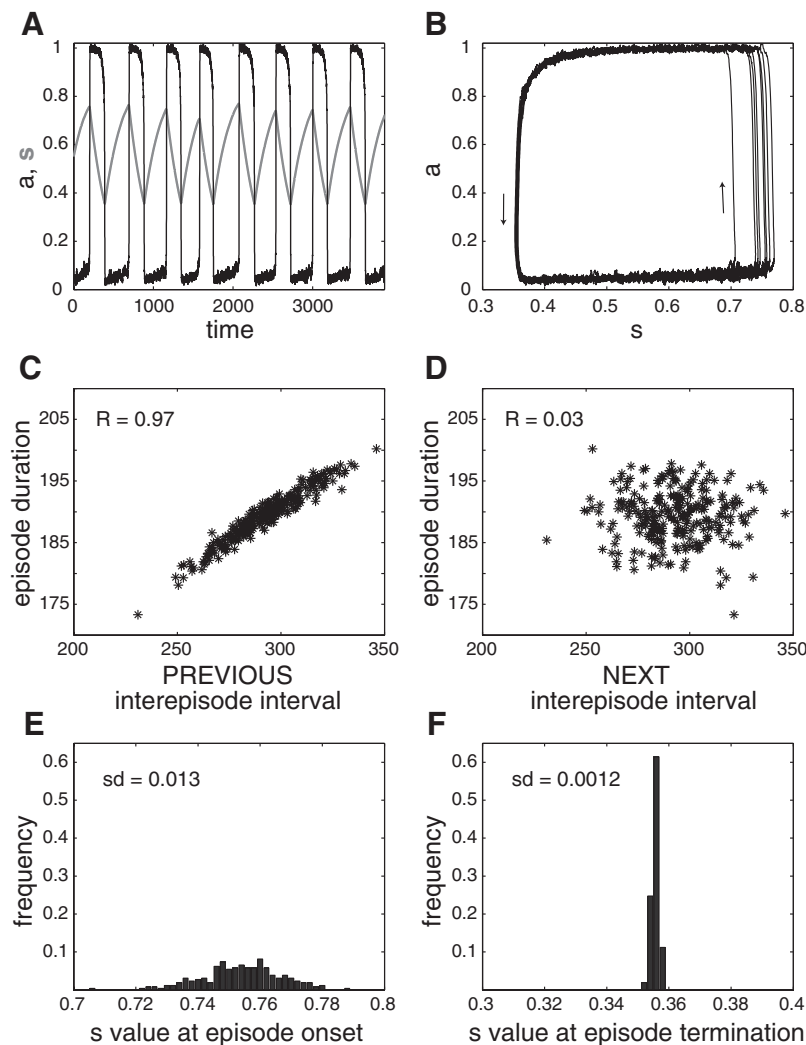 A
B
1
0.8
0.6
0.4
0.2
0
a, s
0
1000
2000
3000
time
1
0.8
0.6
0.4
0.2
0
a
0.3
0.4
0.5
0.6
0.7
0.8
s
C
D
R = 0.97
205
195
185
175
episode duration
200
250
300
350
PREVIOUS
interepisode interval
R = 0.03
205
195
185
175
episode duration
200
250
300
350
NEXT
interepisode interval
E
F
sd = 0.013
0.6
0.5
0.4
0.3
0.2
0.1
frequency
0.7
0.72
0.74
0.76
0.78
0.8
s value at episode onset
sd = 0.0012
0.6
0.5
0.4
0.3
0.2
0.1
frequency
0.3
0.32
0.34
0.36
0.38
0.4
s value at episode termination